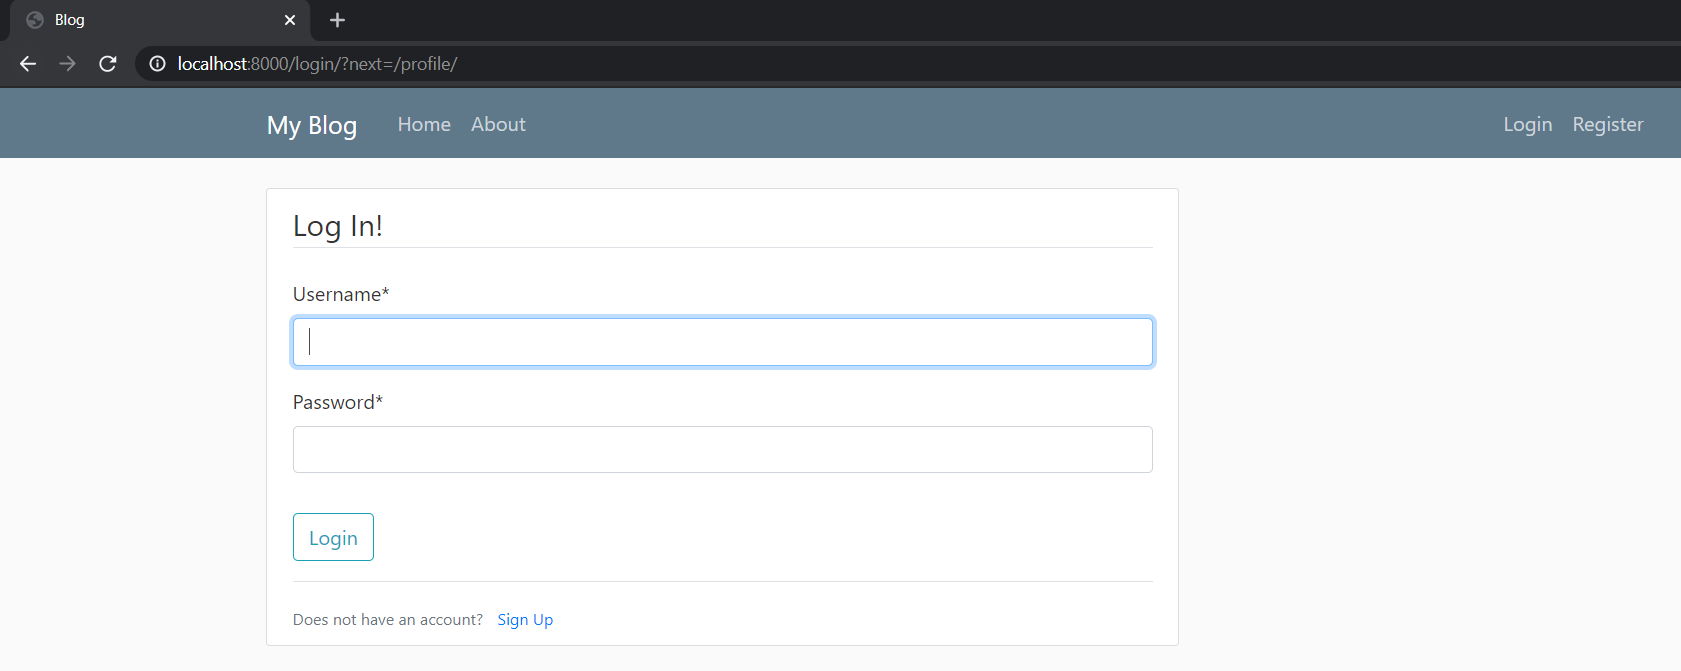 Blog
localhost:8000/login/?next=/profile/
My Blog Home About Login Register
Log In!
Username*
Password*
Login
Does not have an account? Sign Up